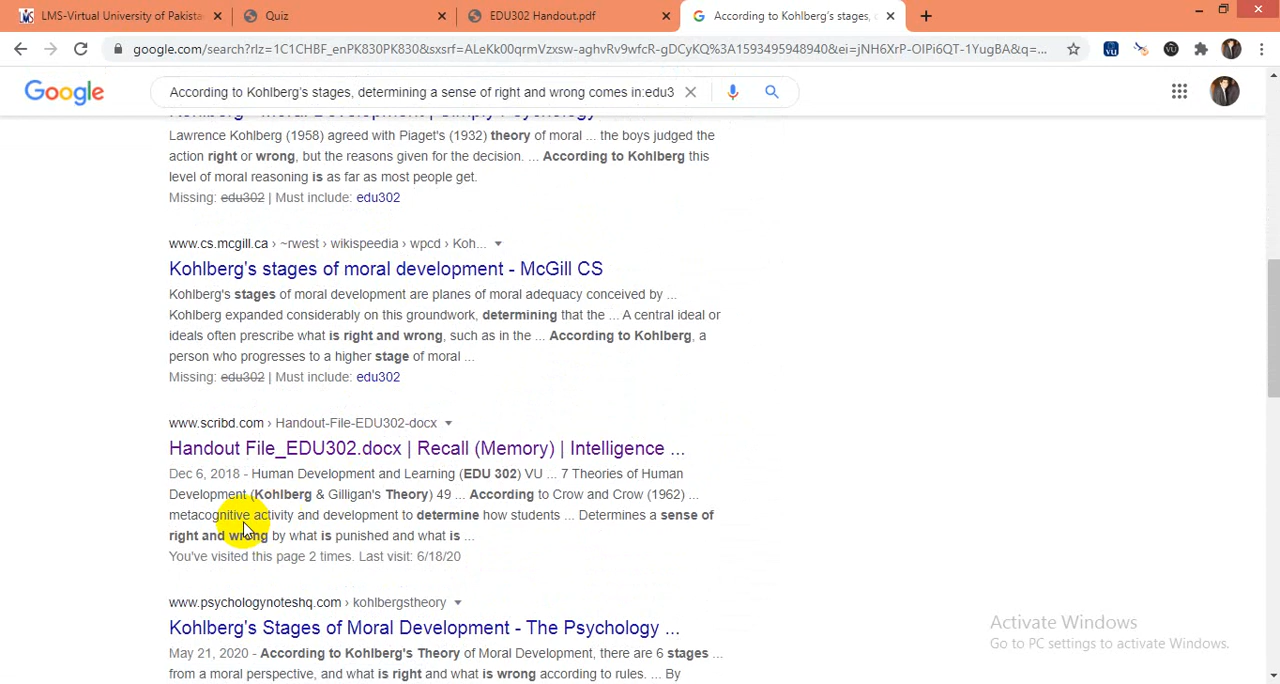 LMS-Virtual University of Pakista
Quiz
EDU302 Handout.pdf
According to Kohlberg's stages,
google.com/search?rlz=1C1CHBF_enPK830PK830&sxsrf=ALeKk00qrmVzxsw-aghvRv9wfcR-gDCyKQ%3A1593495948940&ei=jNH6XrP-OIPi6QT-1YugBA&q=...
Google
According to Kohlberg's stages, determining a sense of right and wrong comes in:edu3
Kohlberg - Moral Development | Simply Psychology
Lawrence Kohlberg (1958) agreed with Piaget's (1932) theory of moral ... the boys judged the
action right or wrong, but the reasons given for the decision. ... According to Kohlberg this
level of moral reasoning is as far as most people get.
Missing: edu302 | Must include: edu302
www.cs.mcgill.ca › ~rwest › wikispeedia › wpcd › Koh...
Kohlberg's stages of moral development - McGill CS
Kohlberg's stages of moral development are planes of moral adequacy conceived by ...
Kohlberg expanded considerably on this groundwork, determining that the ... A central ideal or
ideals often prescribe what is right and wrong, such as in the ... According to Kohlberg, a
person who progresses to a higher stage of moral ...
Missing: edu302 | Must include: edu302
www.scribd.com › Handout-File-EDU302-docx
Handout File_EDU302.docx | Recall (Memory) | Intelligence ...
Dec 6, 2018 - Human Development and Learning (EDU 302) VU ... 7 Theories of Human
Development (Kohlberg & Gilligan's Theory) 49 ... According to Crow and Crow (1962) ...
metacognitive activity and development to determine how students ... Determines a sense of
right and wrong by what is punished and what is ...
You've visited this page 2 times. Last visit: 6/18/20
www.psychologynoteshq.com › kohlbergstheory
Kohlberg's Stages of Moral Development - The Psychology ...
May 21, 2020 - According to Kohlberg's Theory of Moral Development, there are 6 stages ...
from a moral perspective, and what is right and what is wrong according to rules. ... By
Activate Windows
Go to PC settings to activate Windows.